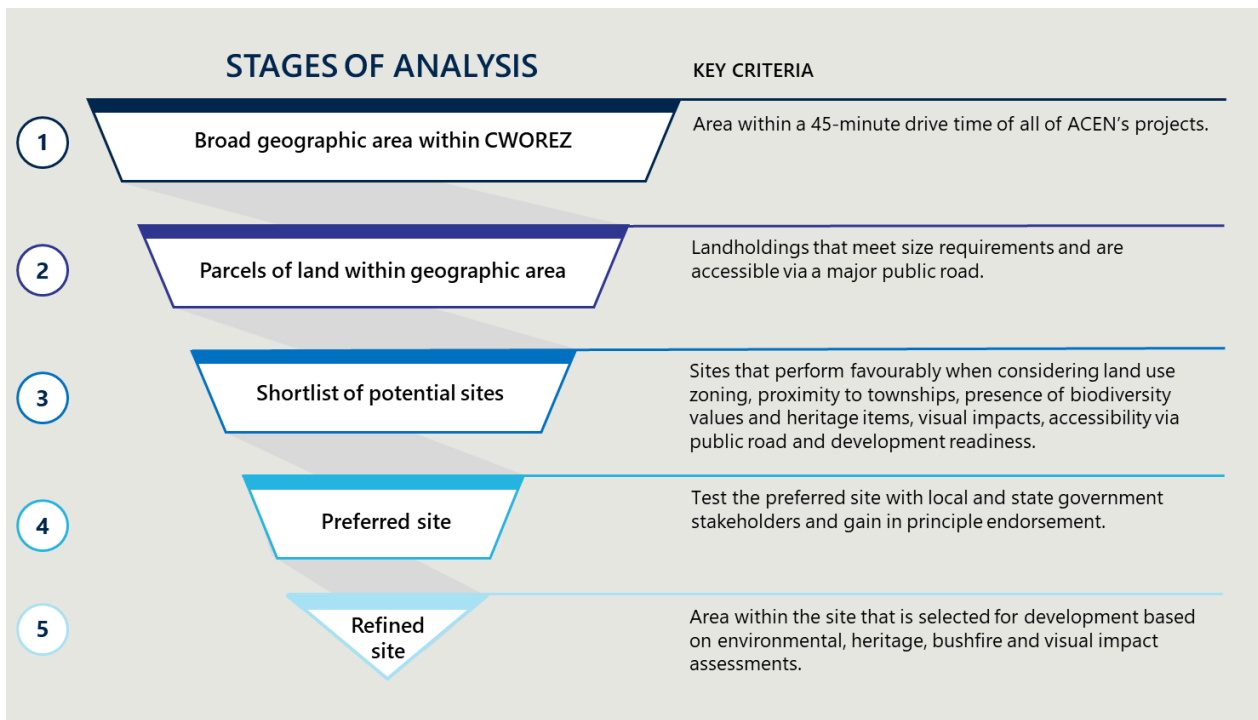 STAGES OF ANALYSIS
KEY CRITERIA
1
Broad geographic area within CWOREZ
Area within a 45-minute drive time of all of ACEN's projects.
2
Parcels of land within geographic area
Landholdings that meet size requirements and are
accessible via a major public road.
3
Shortlist of potential sites
Sites that perform favourably when considering land use
zoning, proximity to townships, presence of biodiversity
values and heritage items, visual impacts, accessibility via
public road and development readiness.
4
Preferred site
Test the preferred site with local and state government
stakeholders and gain in principle endorsement.
5
Refined
site
Area within the site that is selected for development based
on environmental, heritage, bushfire and visual impact
assessments.